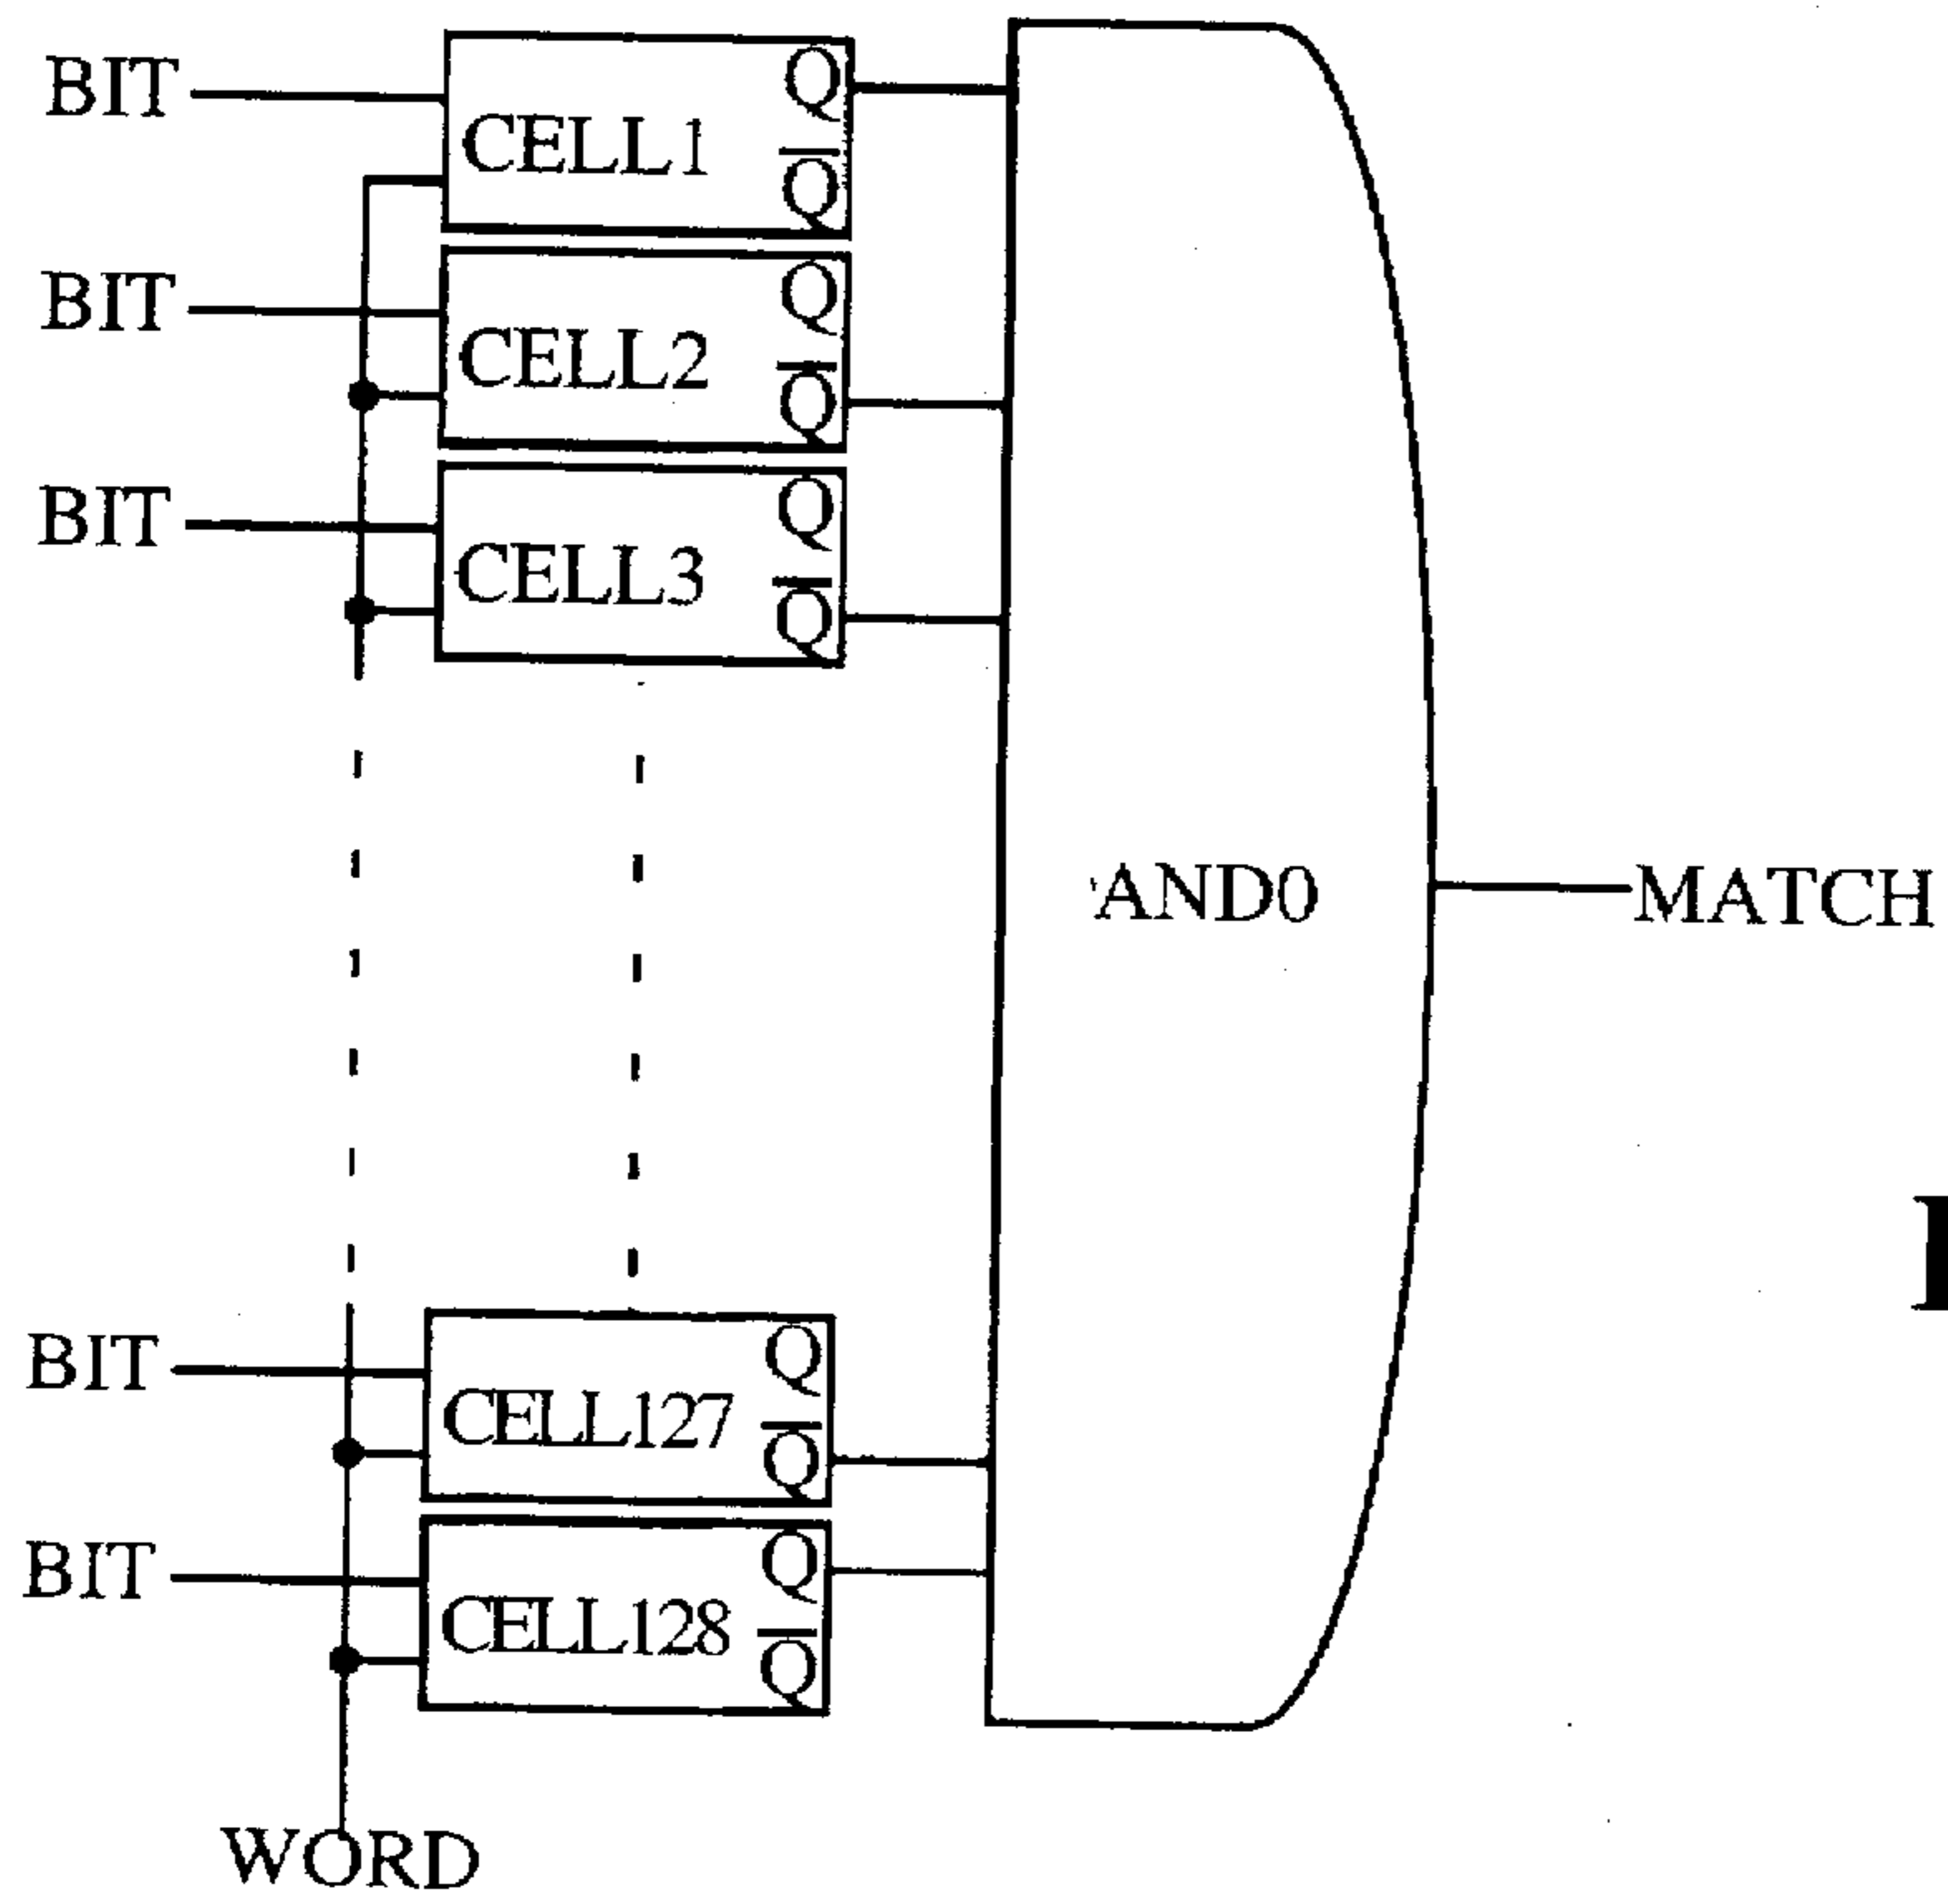 BIT
Q
CELL1
Q̅
BIT
Q
CELL2
Q̅
BIT
Q
CELL3
Q̅
AND0
MATCH
BIT
Q
CELL127
Q̅
BIT
Q
CELL128
Q̅
WORD